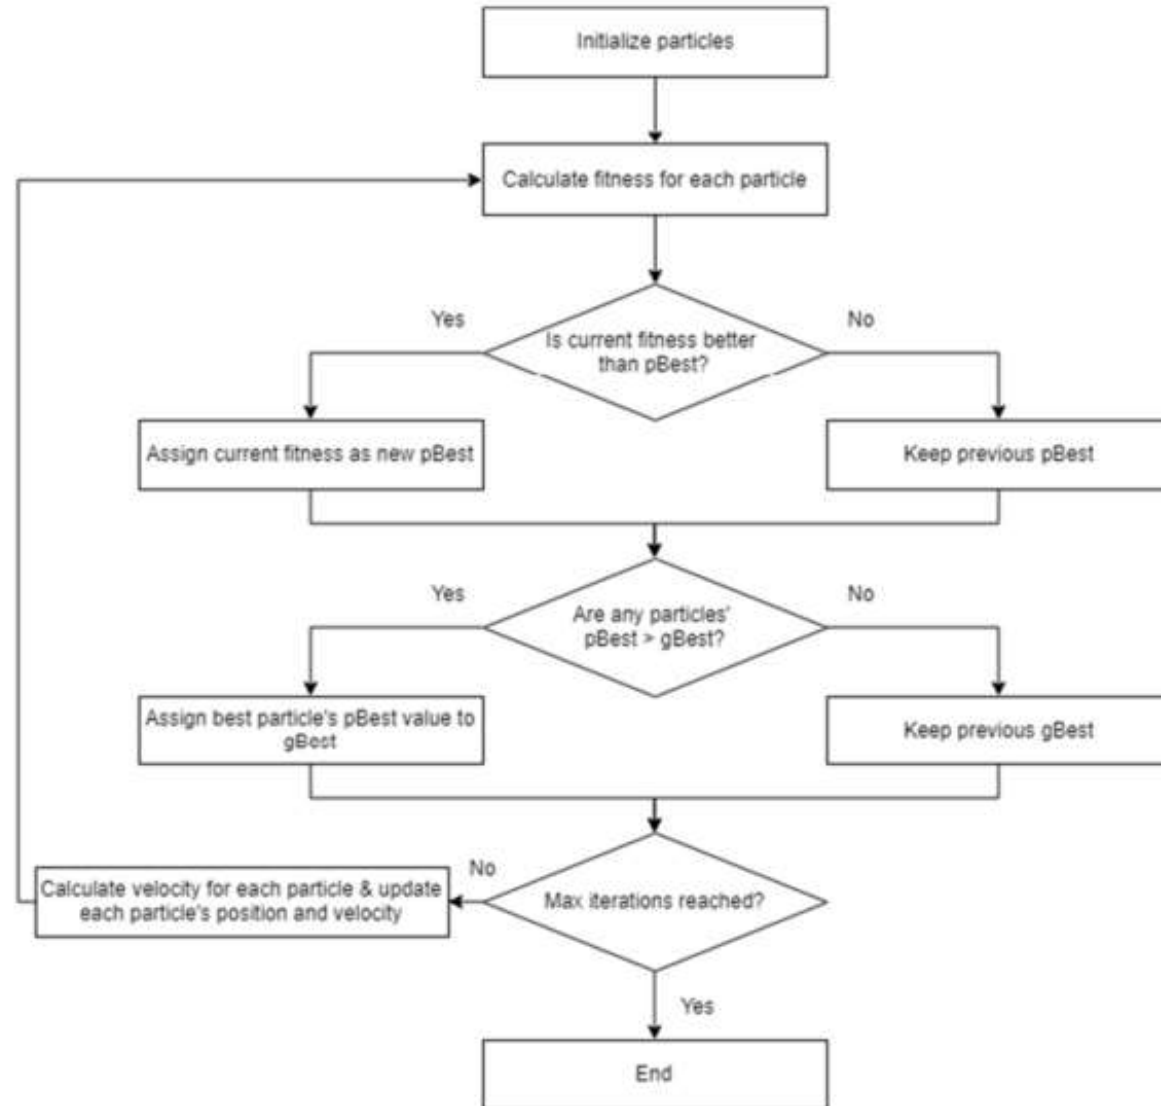 Initialize particles
Calculate fitness for each particle
Yes
No
Is current fitness better
than pBest?
Assign current fitness as new pBest
Keep previous pBest
Yes
No
Are any particles'
pBest > gBest?
Assign best particle's pBest value to
gBest
Keep previous gBest
No
Calculate velocity for each particle & update
each particle's position and velocity
Max iterations reached?
Yes
End